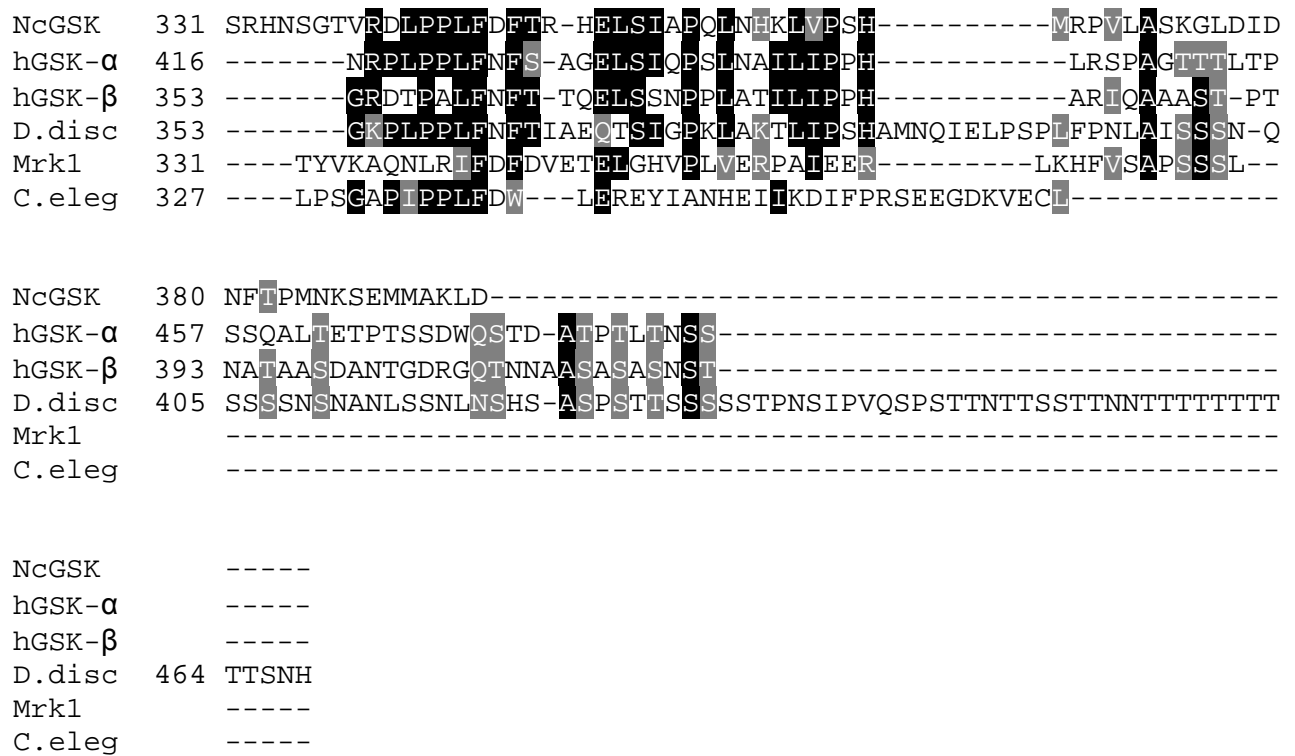 NcGSK 331 SRHNSGTVRDLPPLFDFTR-HELSIAPQLNHKLVPSH----------MRPVLASKGLDID
hGSK-α 416 -------NRPLPPLFNFS-AGELSIQPSLNAILIPPH-----------LRSPAGTTTLTP
hGSK-β 353 -------GRDTPALFNFT-TQELSSNPPLATILIPPH-----------ARIQAAAST-PT
D.disc 353 -------GKPLPPLFNFTIAEQTSIGPKLAKTLIPSHAMNQIELPSPLFPNLAISSSN-Q
Mrk1 331 ----TYVKAQNLRIFDFDVETELGHVPLVERPAIEER---------LKHFVSAPSSSL--
C.eleg 327 ----LPSGAPIPPLFDW---LEREYIANHEIIKDIFPRSEEGDKVECL------------
NcGSK 380 NFTPMNKSEMMAKLD---------------------------------------------
hGSK-α 457 SSQALTETPTSSDWQSTD-ATPTLTNSS--------------------------------
hGSK-β 393 NATAASDANTGDRGQTNNAASASASNST--------------------------------
D.disc 405 SSSSNSNANLSSNLNSHS-ASPSTTSSSSSTPNSIPVQSPSTTNTTSSTTNNTTTTTTTT
Mrk1 ------------------------------------------------------------
C.eleg ------------------------------------------------------------
NcGSK -----
hGSK-α -----
hGSK-β -----
D.disc 464 TTSNH
Mrk1 -----
C.eleg -----